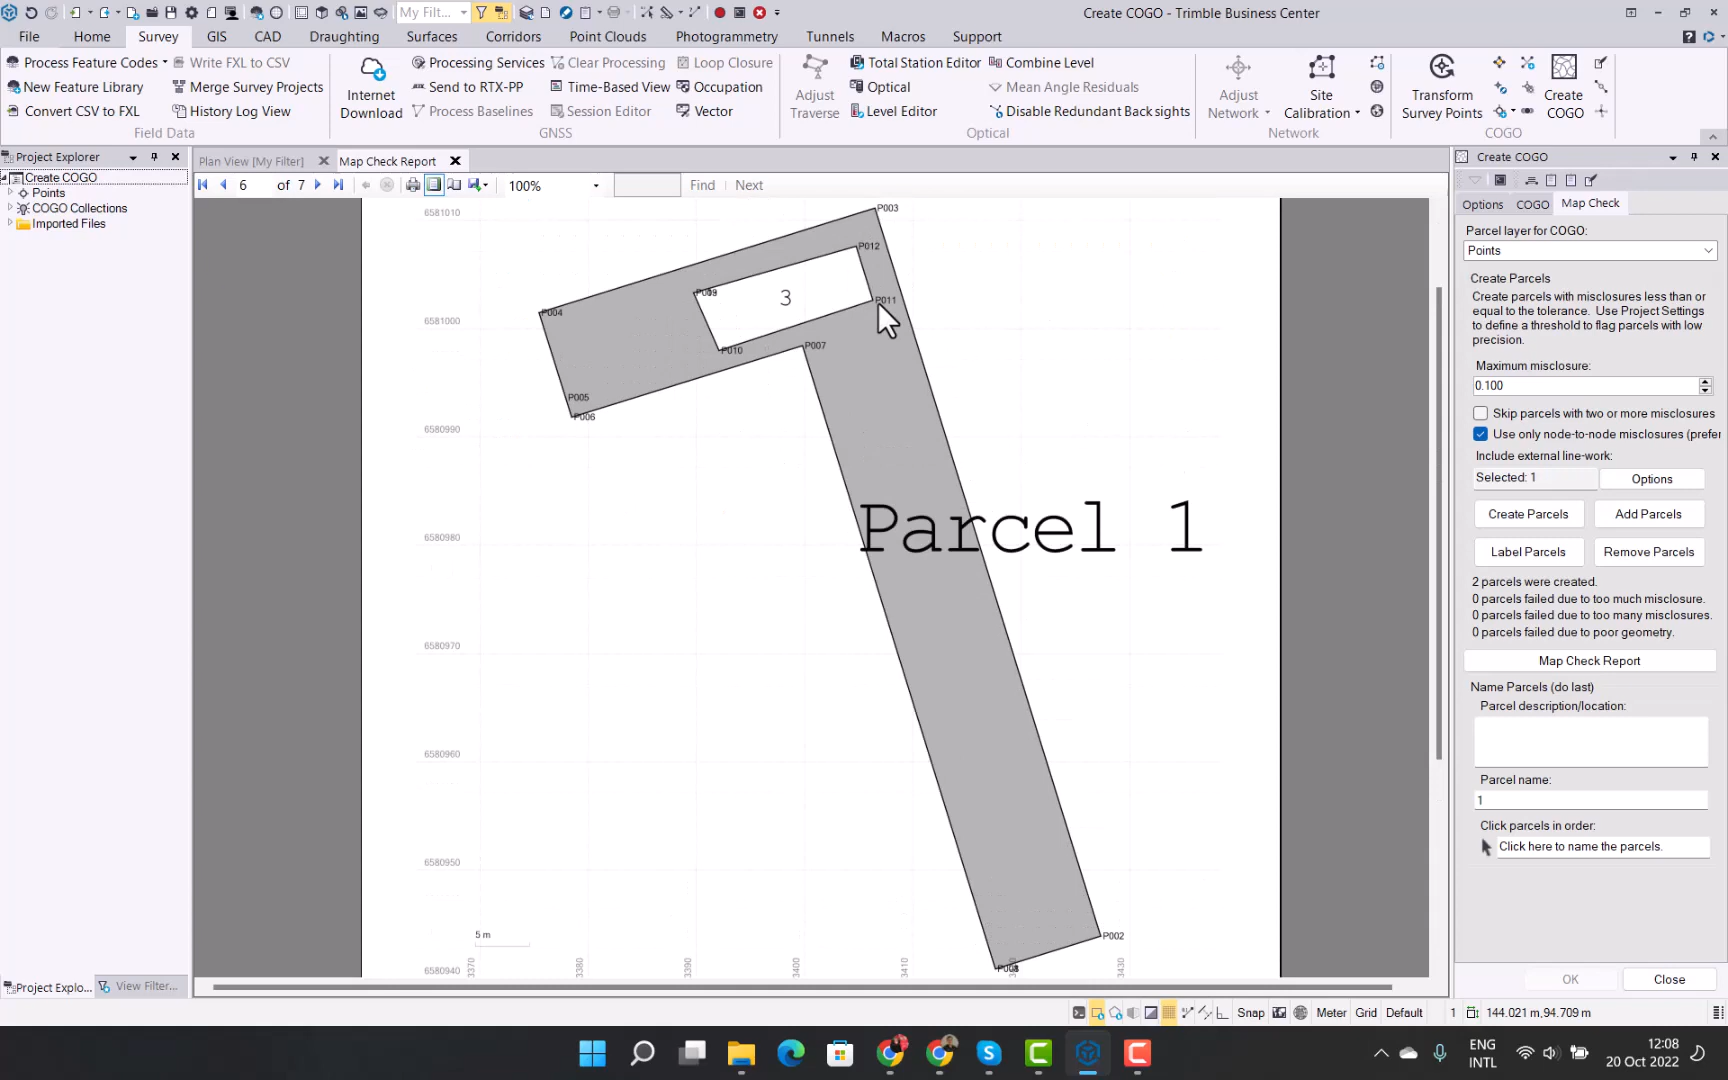 My Filt...
Create COGO - Trimble Business Center
File Home Survey GIS CAD Draughting Surfaces Corridors Point Clouds Photogrammetry Tunnels Macros Support
Process Feature Codes Write FXL to CSV
New Feature Library Merge Survey Projects
Convert CSV to FXL History Log View
Field Data
Internet Download
Processing Services Clear Processing Loop Closure
Send to RTX-PP Time-Based View Occupation
Process Baselines Session Editor Vector
GNSS
Adjust Traverse
Total Station Editor Combine Level
Optical Mean Angle Residuals
Level Editor Disable Redundant Back sights
Optical
Adjust Network
Site Calibration
Network
Transform Survey Points
Create COGO
COGO
Project Explorer
Create COGO
Points
COGO Collections
Imported Files
Plan View [My Filter] Map Check Report
6 of 7 100% Find Next
6581010
P003
P012
P011
3
P004
6581000
P010
P007
P005
P006
6580990
6580980
Parcel 1
6580970
6580960
6580950
P002
5 m
6580940
3370
3380
3390
3400
3410
3430
Create COGO
Options COGO Map Check
Parcel layer for COGO:
Points
Create Parcels
Create parcels with misclosures less than or
equal to the tolerance. Use Project Settings
to define a threshold to flag parcels with low
precision.
Maximum misclosure:
0.100
Skip parcels with two or more misclosures
Use only node-to-node misclosures (prefer
Include external line-work:
Selected: 1 Options
Create Parcels Add Parcels
Label Parcels Remove Parcels
2 parcels were created.
0 parcels failed due to too much misclosure.
0 parcels failed due to too many misclosures.
0 parcels failed due to poor geometry.
Map Check Report
Name Parcels (do last)
Parcel description/location:
Parcel name:
1
Click parcels in order:
Click here to name the parcels.
OK Close
Project Explo... View Filter...
Snap Meter Grid Default 1 144.021 m,94.709 m
ENG
INTL
12:08
20 Oct 2022